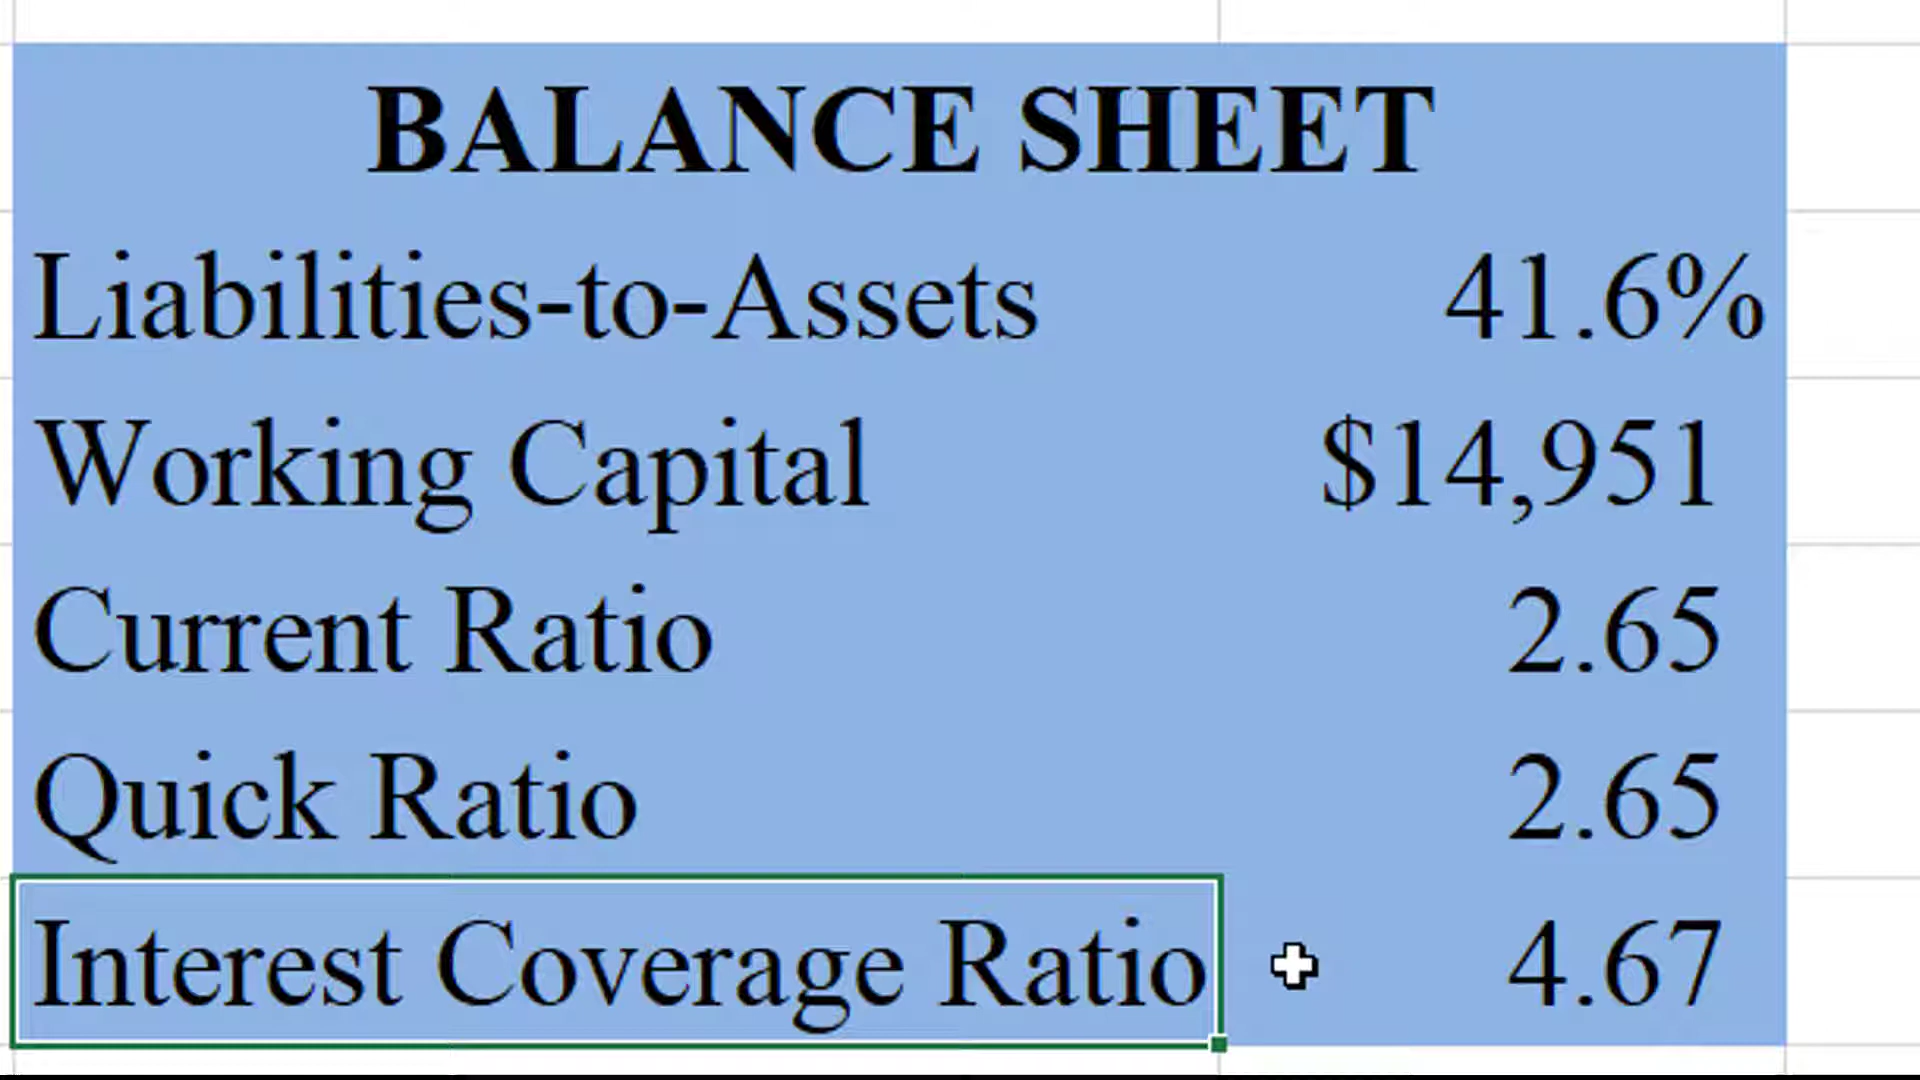 BALANCE SHEET
Liabilities-to-Assets 41.6%
Working Capital $14,951
Current Ratio 2.65
Quick Ratio 2.65
Interest Coverage Ratio 4.67